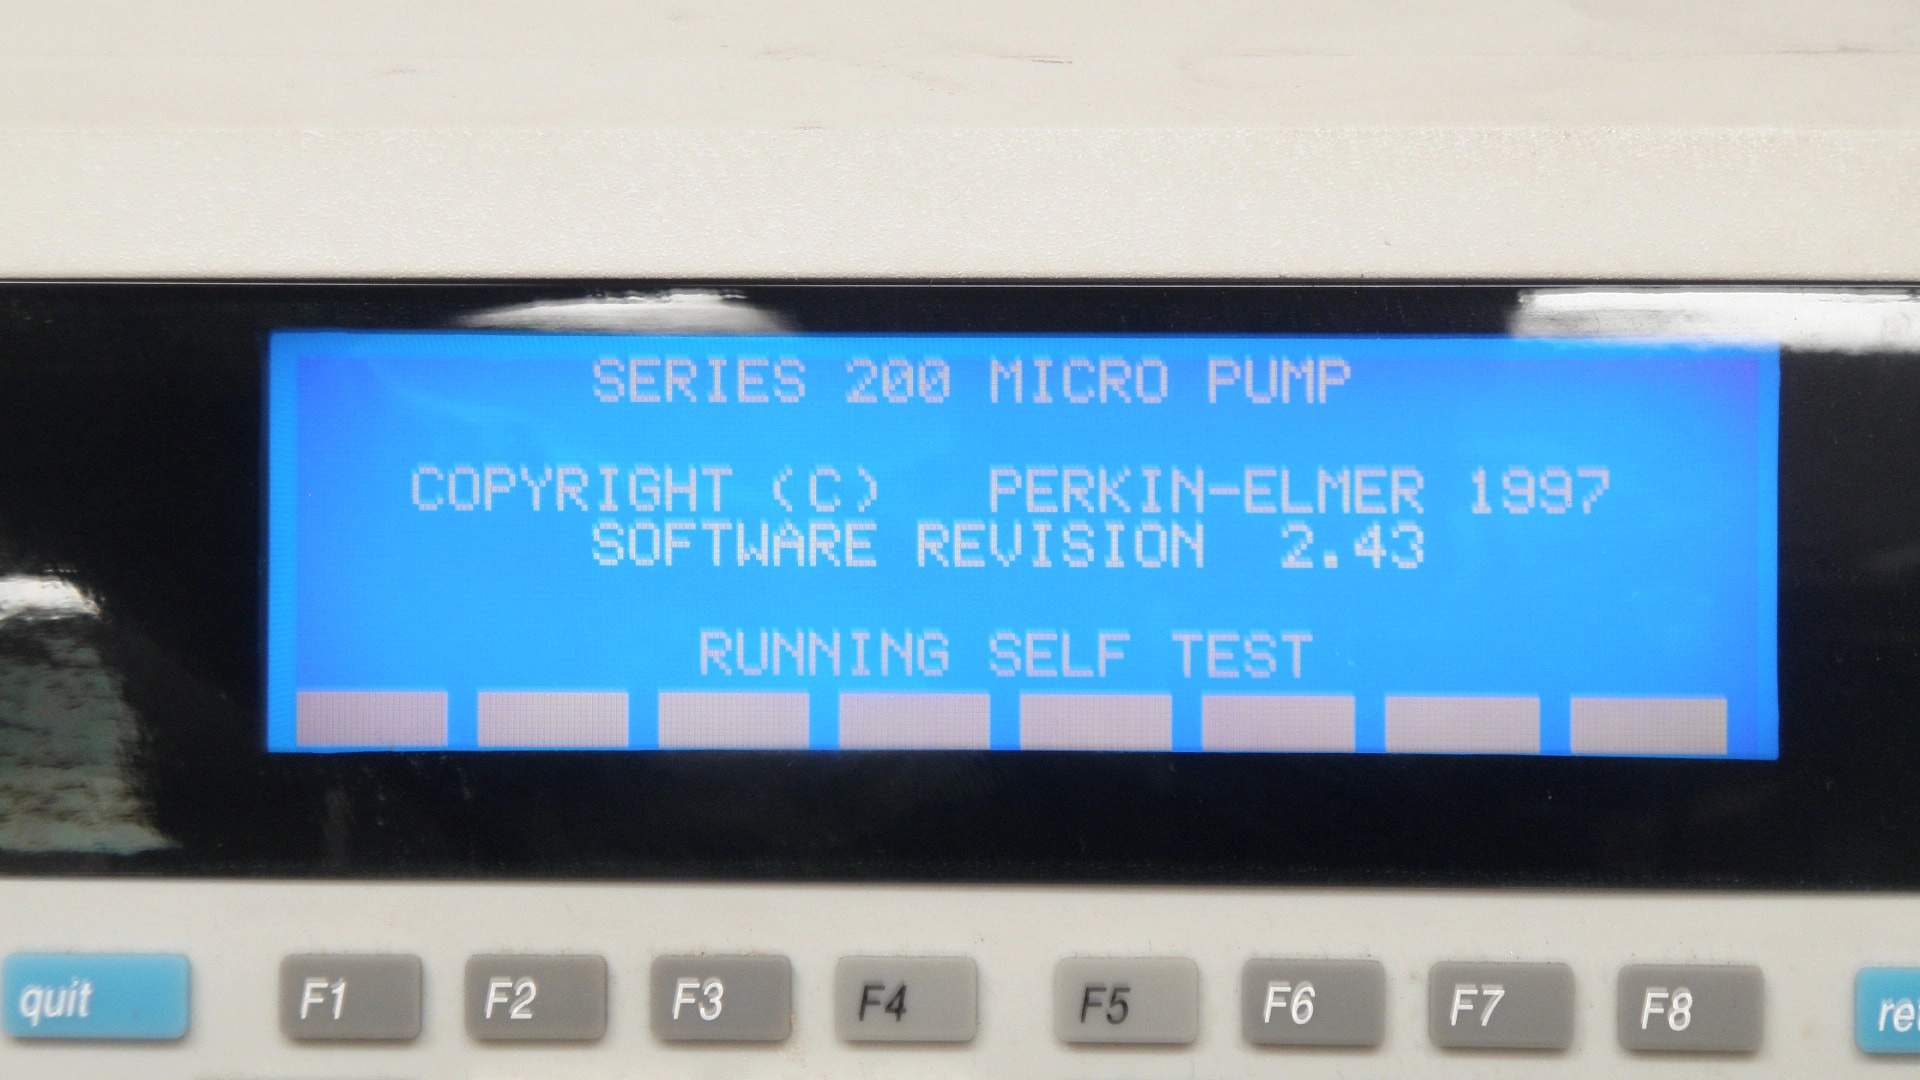 SERIES 200 MICRO PUMP
COPYRIGHT (C) PERKIN-ELMER 1997
SOFTWARE REVISION 2.43
RUNNING SELF TEST
quit F1 F2 F3 F4 F5 F6 F7 F8